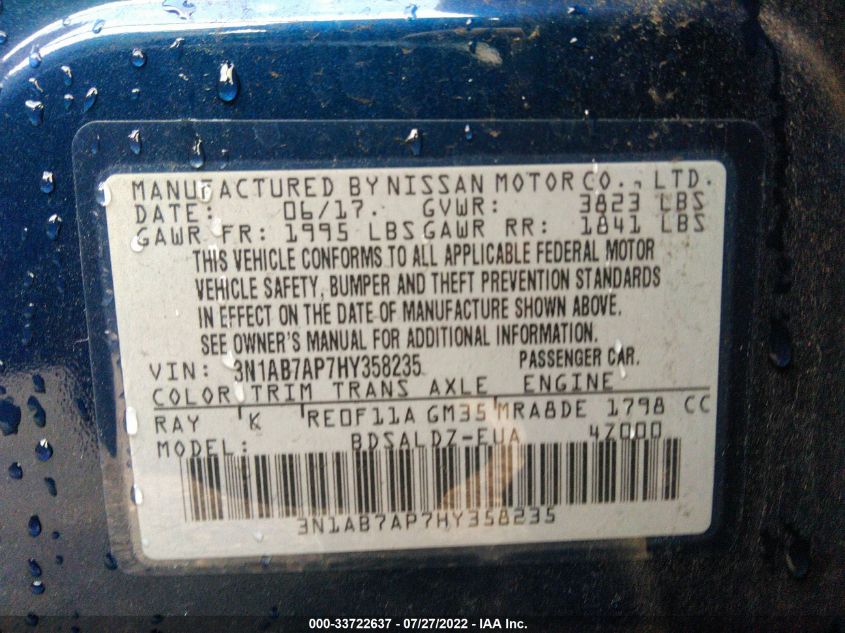 MANUFACTURED BY NISSAN MOTOR CO., LTD.
DATE: 06/17. GVWR: 3823 LBS
GAWR FR: 1995 LBS GAWR RR: 1841 LBS
THIS VEHICLE CONFORMS TO ALL APPLICABLE FEDERAL MOTOR
VEHICLE SAFETY, BUMPER AND THEFT PREVENTION STANDARDS
IN EFFECT ON THE DATE OF MANUFACTURE SHOWN ABOVE.
SEE OWNER'S MANUAL FOR ADDITIONAL INFORMATION.
VIN: 3N1AB7AP7HY358235 PASSENGER CAR.
COLOR TRIM TRANS AXLE ENGINE
RAY K RE0F11A GM35 MRA8DE 1798 CC
MODEL: BDSALDZ-EUA 4Z000
3N1AB7AP7HY358235
000-33722637 - 07/27/2022 - IAA Inc.